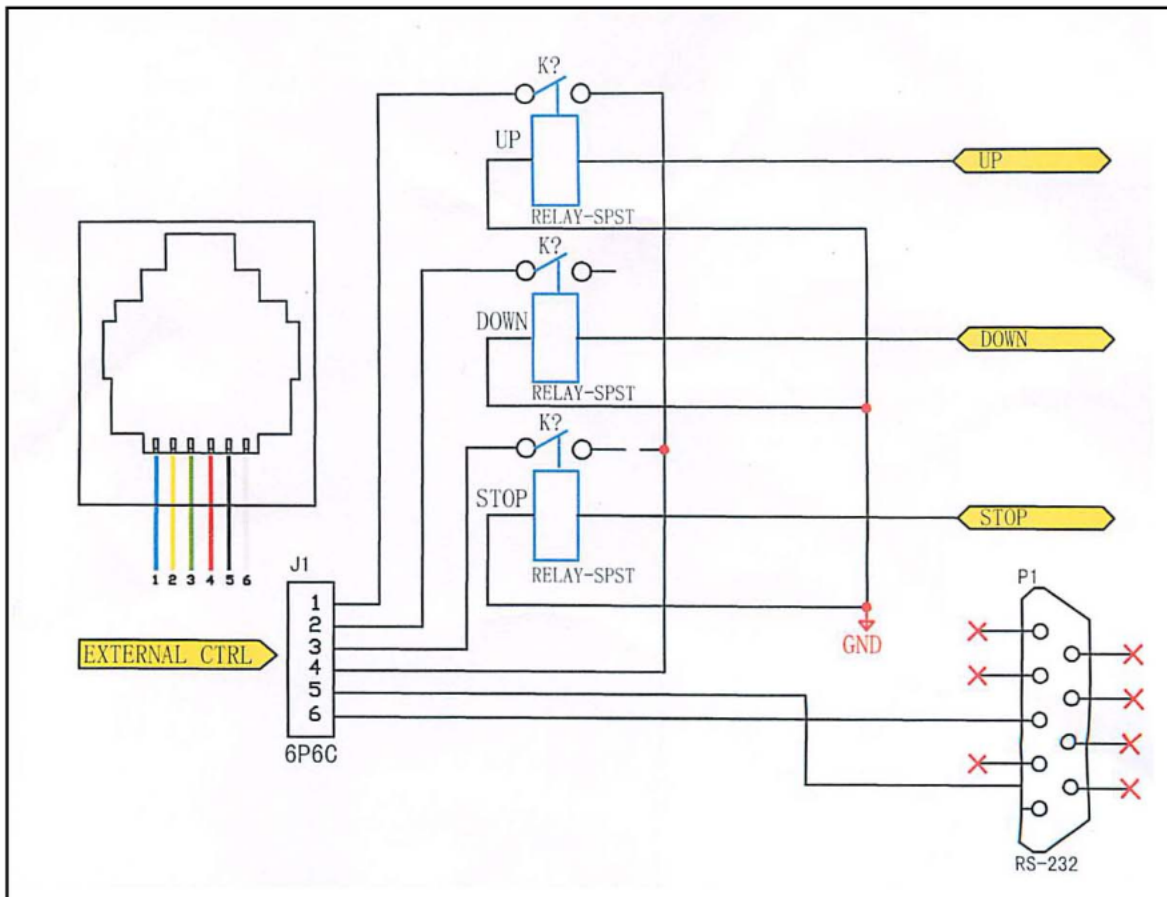 K?
UP
RELAY-SPST
UP
K?
DOWN
RELAY-SPST
DOWN
K?
STOP
RELAY-SPST
STOP
1 2 3 4 5 6
J1
1
2
3
4
5
6
6P6C
EXTERNAL CTRL
GND
P1
RS-232